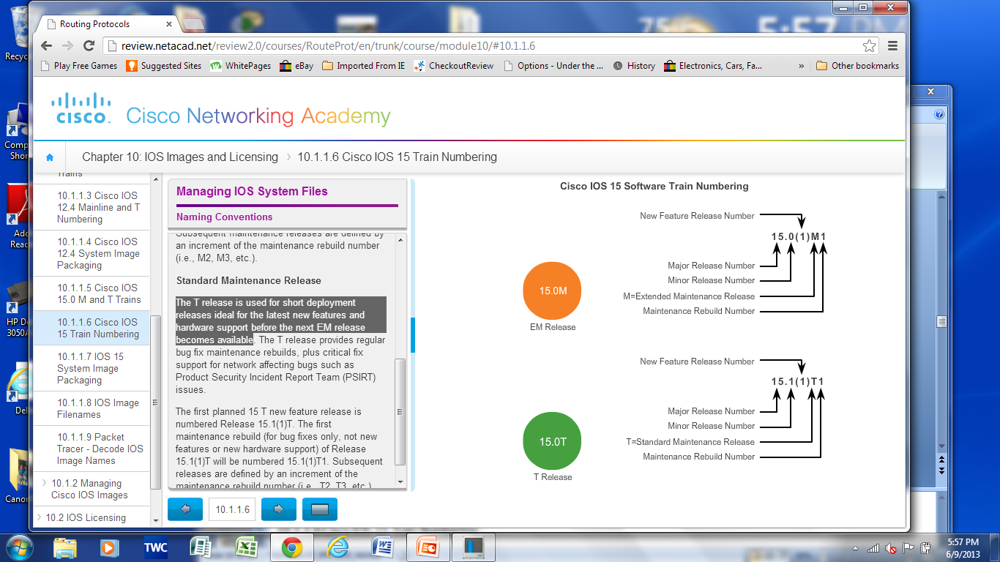 Routing Protocols
review.netacad.net/review2.0/courses/RouteProt/en/trunk/course/module10/#10.1.1.6
Play Free Games
Suggested Sites
WhitePages
eBay
Imported From IE
CheckoutReview
Options - Under the ...
History
Electronics, Cars, Fa...
»
Other bookmarks
CISCO
Cisco Networking Academy
Chapter 10: IOS Images and Licensing
10.1.1.6 Cisco IOS 15 Train Numbering
Trains
10.1.1.3 Cisco IOS
12.4 Mainline and T
Numbering
10.1.1.4 Cisco IOS
12.4 System Image
Packaging
10.1.1.5 Cisco IOS
15.0 M and T Trains
10.1.1.6 Cisco IOS
15 Train Numbering
10.1.1.7 IOS 15
System Image
Packaging
10.1.1.8 IOS Image
Filenames
10.1.1.9 Packet
Tracer - Decode IOS
Image Names
10.1.2 Managing
Cisco IOS Images
10.2 IOS Licensing
Managing IOS System Files
Naming Conventions
Subsequent maintenance releases are defined by
an increment of the maintenance rebuild number
(i.e., M2, M3, etc.).
Standard Maintenance Release
The T release is used for short deployment
releases ideal for the latest new features and
hardware support before the next EM release
becomes available. The T release provides regular
bug fix maintenance rebuilds, plus critical fix
support for network affecting bugs such as
Product Security Incident Report Team (PSIRT)
issues.
The first planned 15 T new feature release is
numbered Release 15.1(1)T. The first
maintenance rebuild (for bug fixes only, not new
features or new hardware support) of Release
15.1(1)T will be numbered 15.1(1)T1. Subsequent
releases are defined by an increment of the
maintenance rebuild number (i.e., T2, T3, etc.)
10.1.1.6
Cisco IOS 15 Software Train Numbering
New Feature Release Number
15.0(1)M1
Major Release Number
Minor Release Number
M=Extended Maintenance Release
Maintenance Rebuild Number
15.0M
EM Release
New Feature Release Number
15.1(1)T1
Major Release Number
Minor Release Number
T=Standard Maintenance Release
Maintenance Rebuild Number
15.0T
T Release
Recyc
Comp
Shor
Ado
Reac
HP De
3050A
Del
Canon
TWC
5:57 PM
6/9/2013